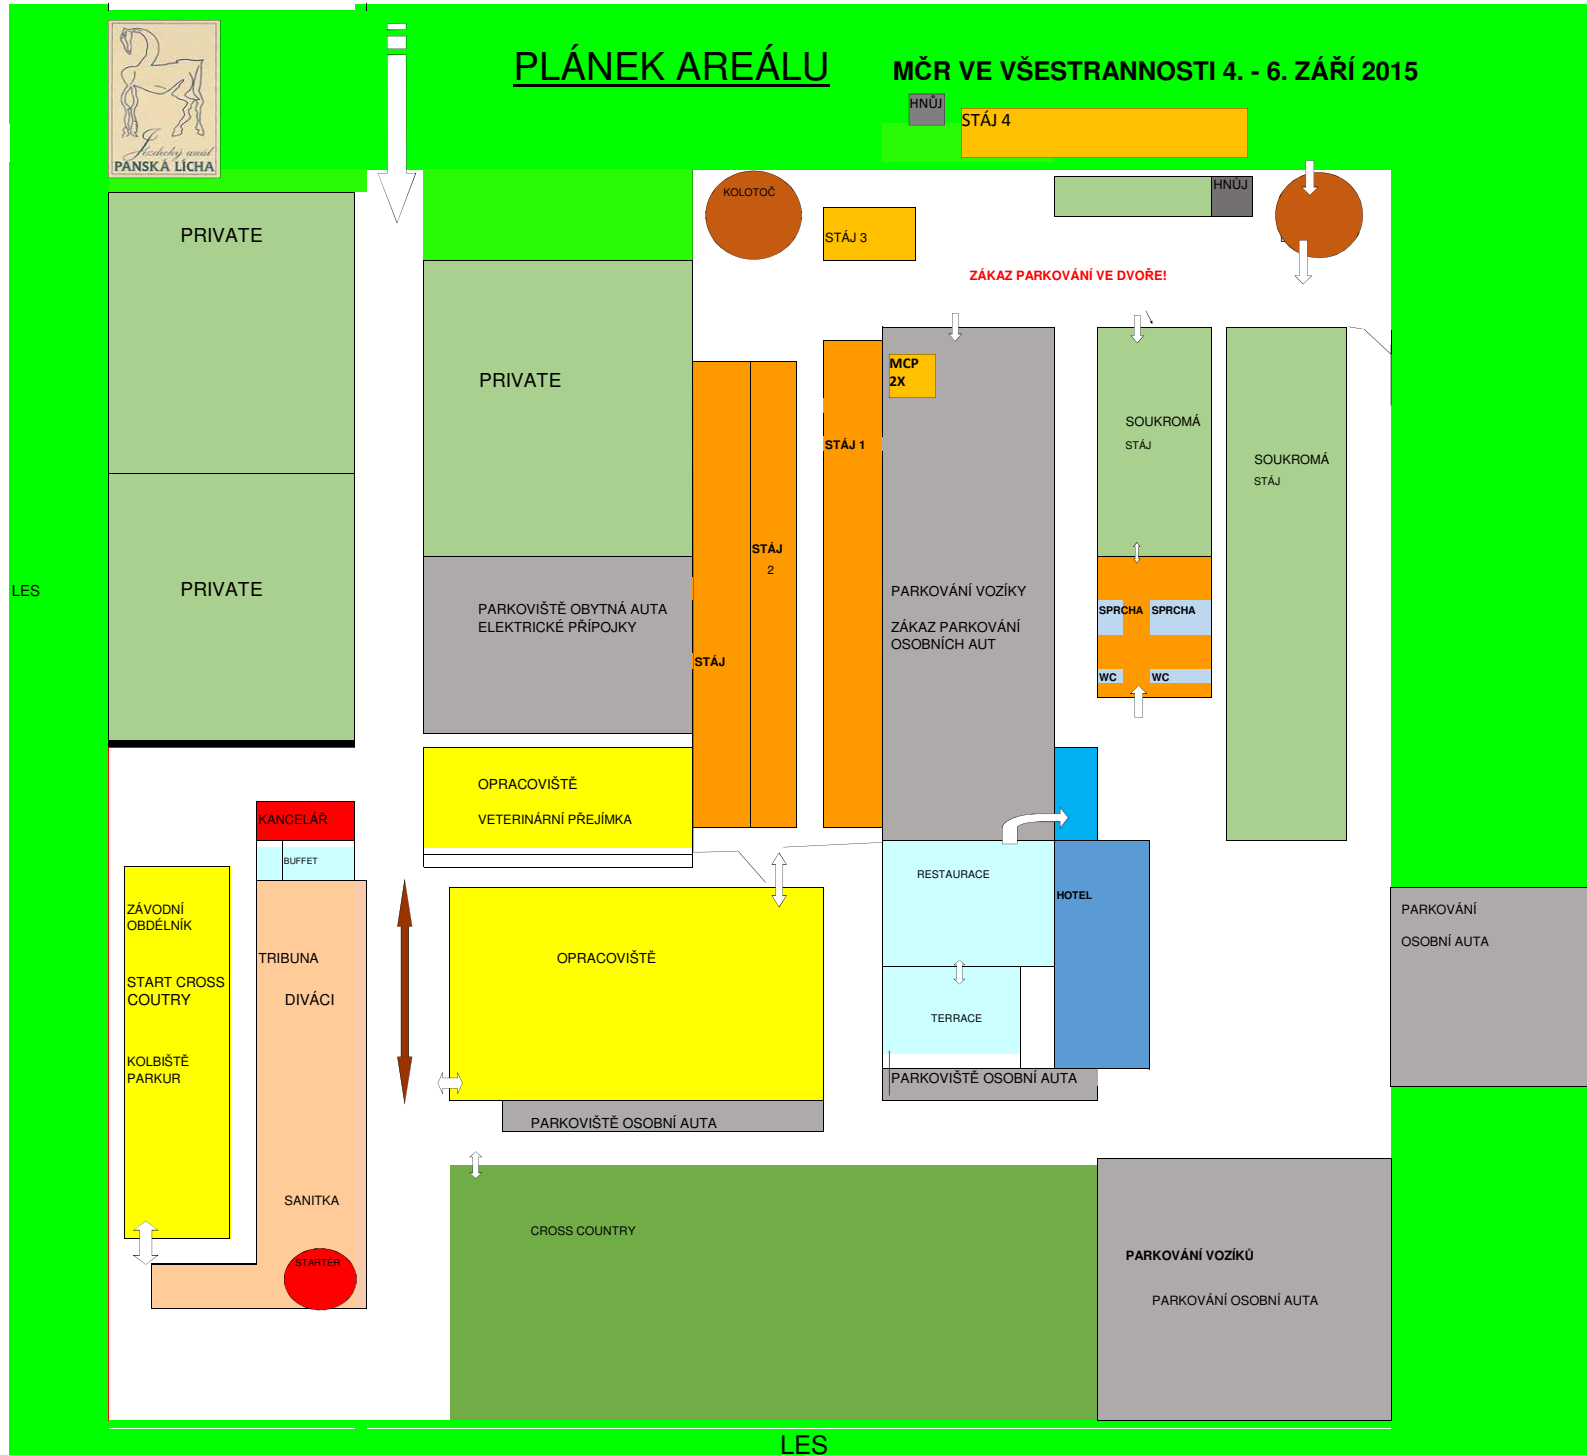 PLÁNEK AREÁLU
MČR VE VŠESTRANNOSTI 4. - 6. ZÁŘÍ 2015
Jezdecký areál
PANSKÁ LÍCHA
HNŮJ
STÁJ 4
KOLOTOČ
HNŮJ
PRIVATE
STÁJ 3
ZÁKAZ PARKOVÁNÍ VE DVOŘE!
PRIVATE
MCP
2X
SOUKROMÁ
STÁJ
STÁJ 1
SOUKROMÁ
STÁJ
STÁJ
2
LES
PRIVATE
PARKOVIŠTĚ OBYTNÁ AUTA
ELEKTRICKÉ PŘÍPOJKY
STÁJ
PARKOVÁNÍ VOZÍKY
ZÁKAZ PARKOVÁNÍ
OSOBNÍCH AUT
SPRCHA SPRCHA
WC WC
OPRACOVIŠTĚ
VETERINÁRNÍ PŘEJÍMKA
KANCELÁŘ
BUFFET
RESTAURACE
HOTEL
ZÁVODNÍ
OBDÉLNÍK
START CROSS
COUTRY
KOLBIŠTĚ
PARKUR
TRIBUNA
DIVÁCI
OPRACOVIŠTĚ
PARKOVÁNÍ
OSOBNÍ AUTA
TERRACE
PARKOVIŠTĚ OSOBNÍ AUTA
PARKOVIŠTĚ OSOBNÍ AUTA
SANITKA
STARTÉR
CROSS COUNTRY
PARKOVÁNÍ VOZÍKŮ
PARKOVÁNÍ OSOBNÍ AUTA
LES